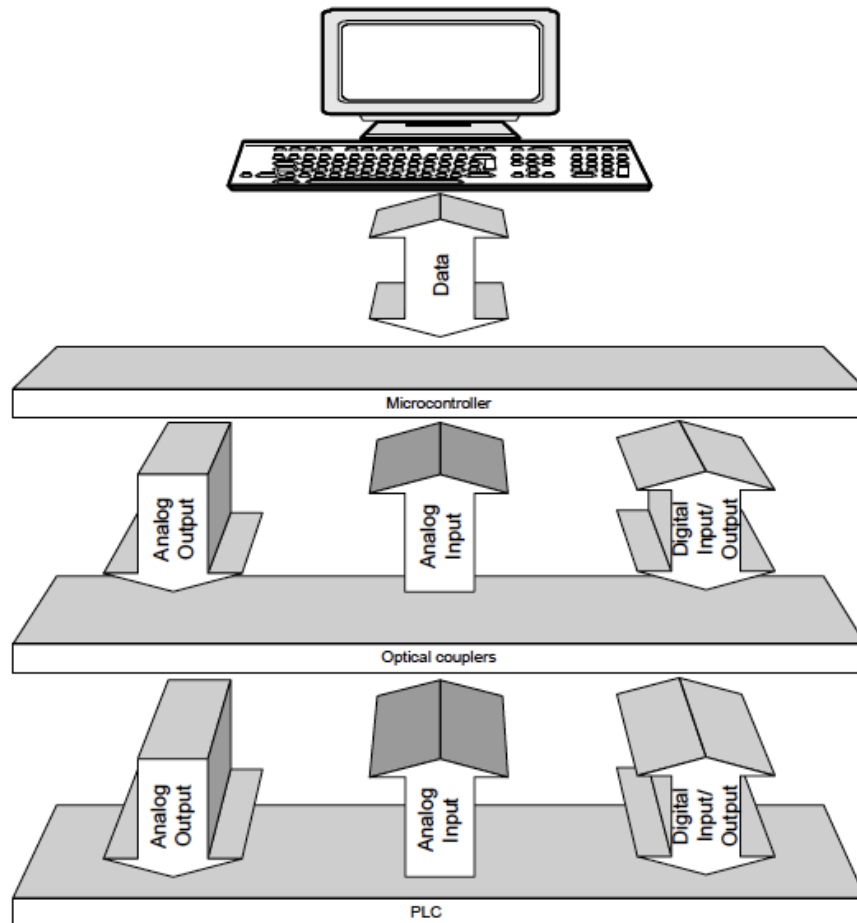 Data
Microcontroller
Analog
Output
Analog
Input
Digital
Input/
Output
Optical couplers
Analog
Output
Analog
Input
Digital
Input/
Output
PLC